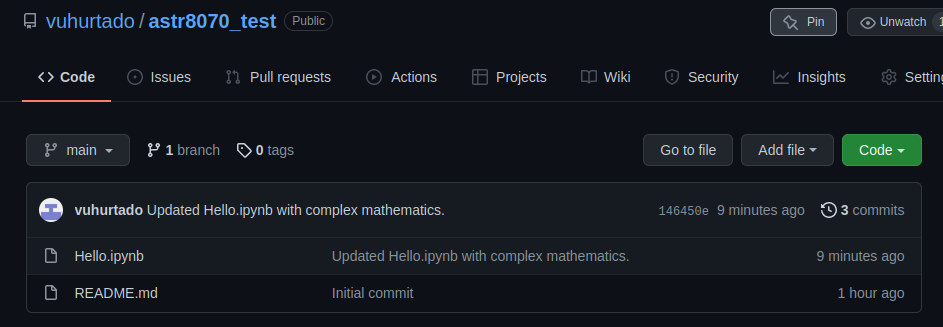 vuhurtado / astr8070_test Public Pin Unwatch 1
Code Issues Pull requests Actions Projects Wiki Security Insights Settin
main 1 branch 0 tags Go to file Add file Code
vuhurtado Updated Hello.ipynb with complex mathematics. 146450e 9 minutes ago 3 commits
Hello.ipynb Updated Hello.ipynb with complex mathematics. 9 minutes ago
README.md Initial commit 1 hour ago